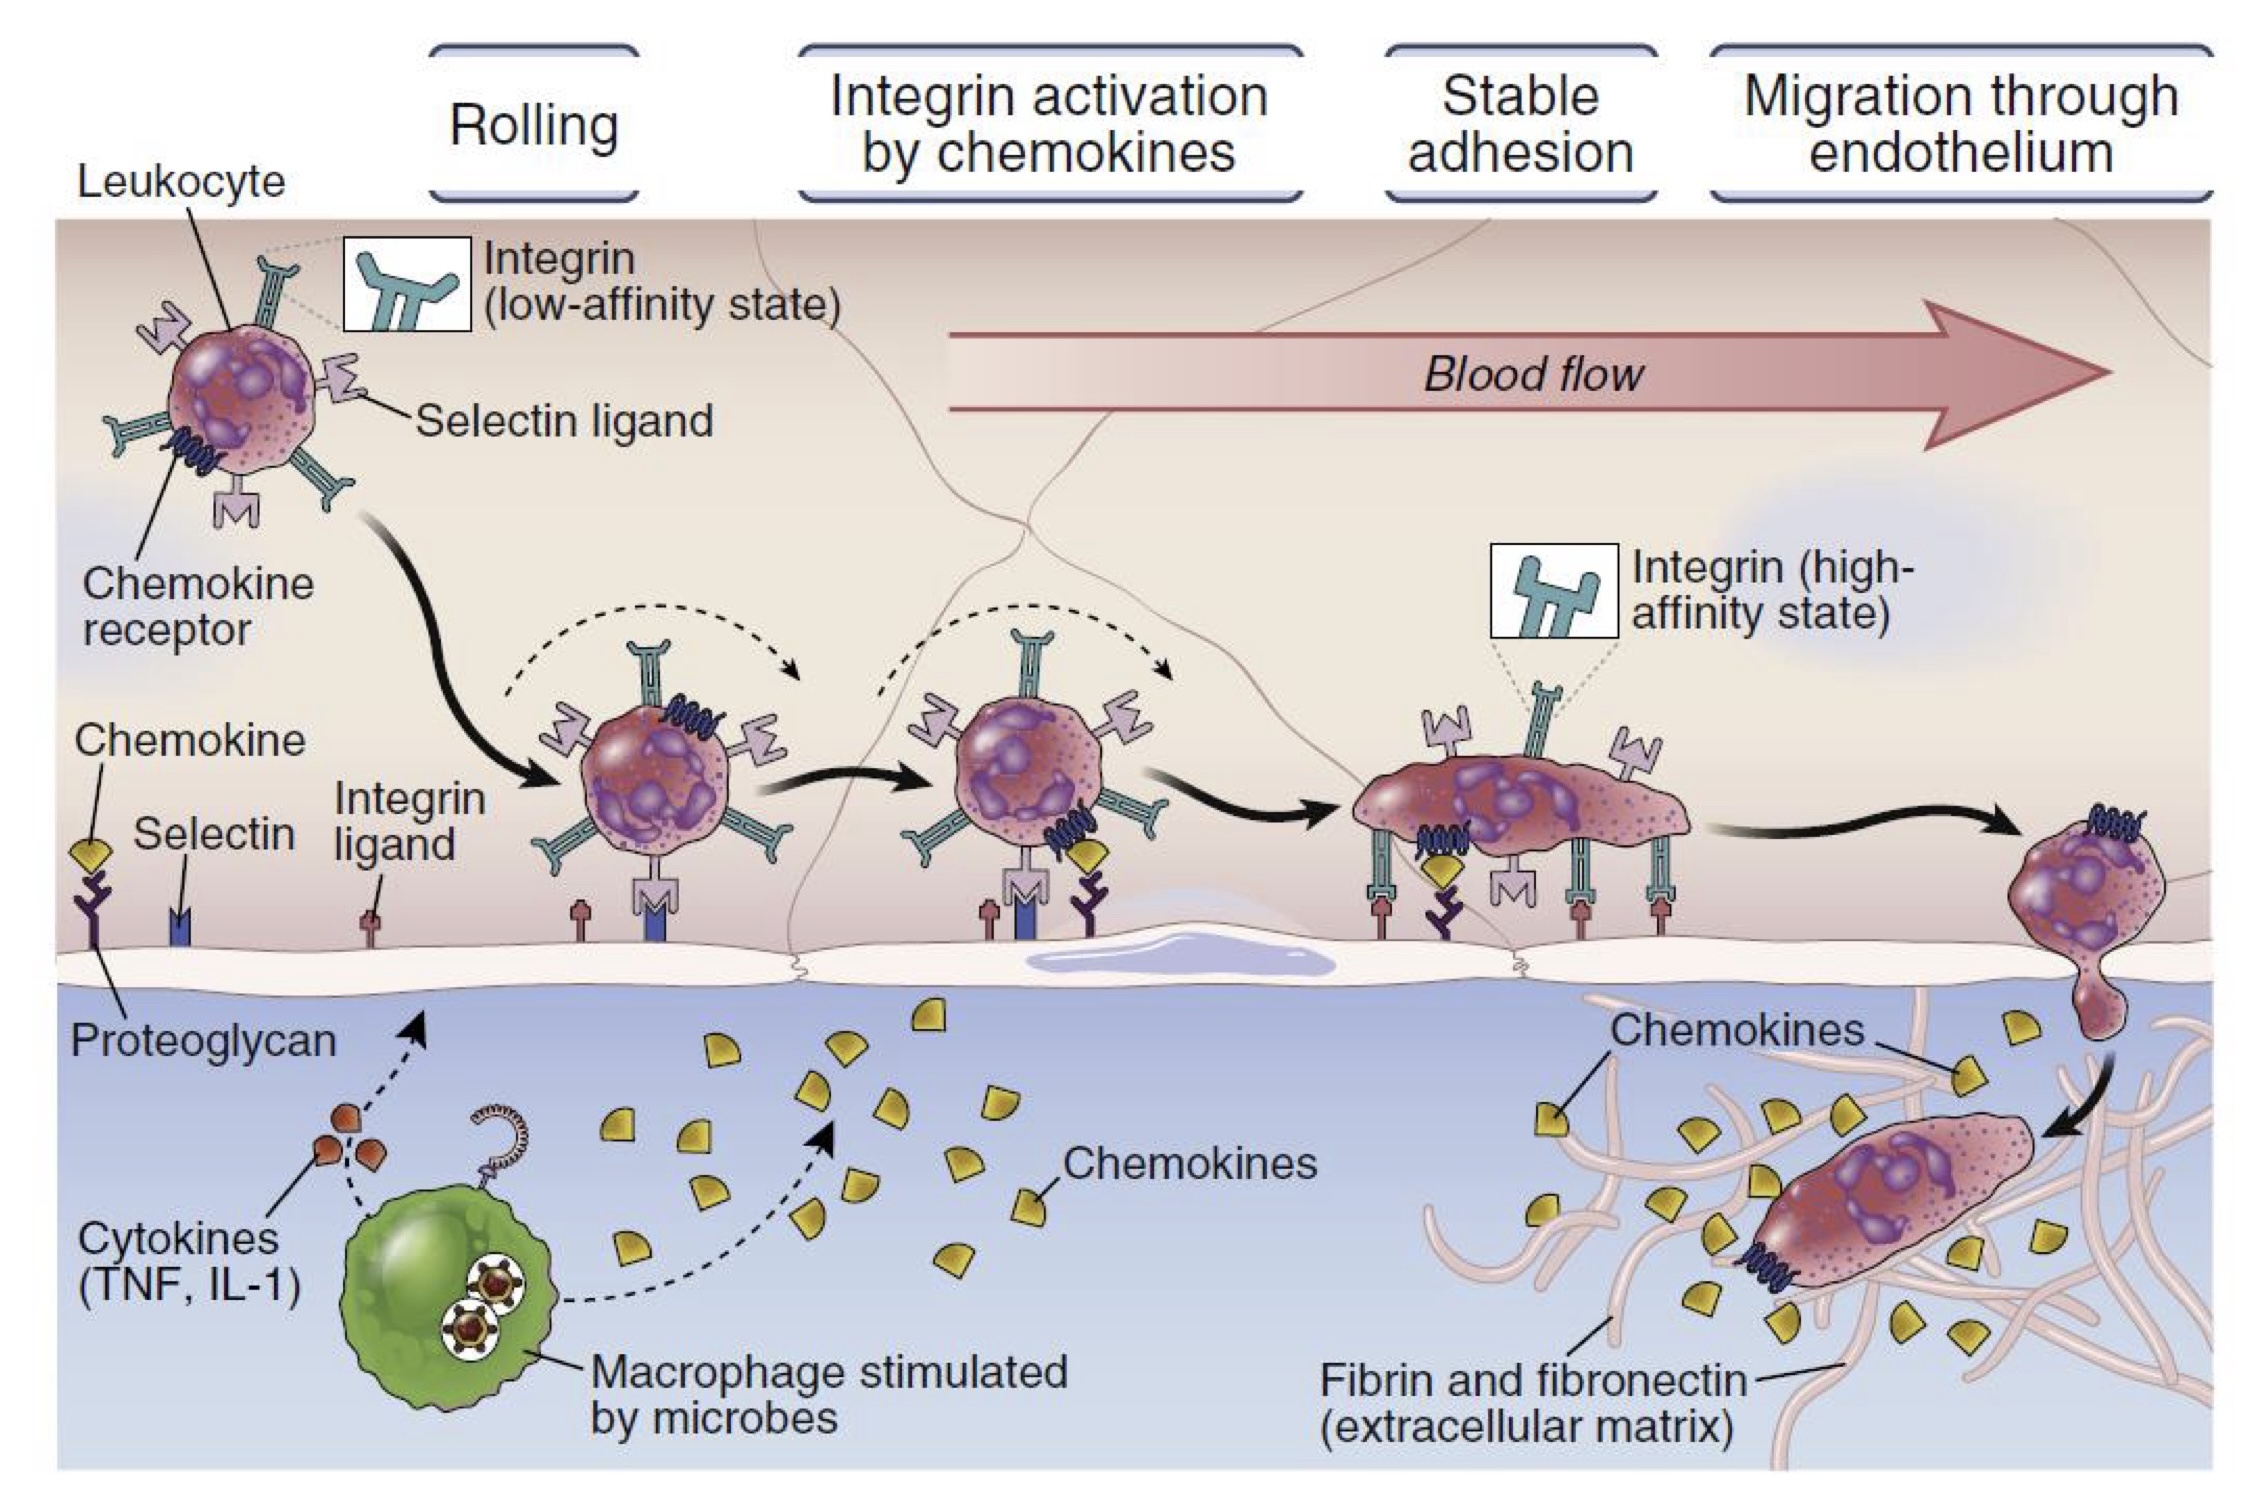 Rolling
Integrin activation
by chemokines
Stable
adhesion
Migration through
endothelium
Leukocyte
Integrin
(low-affinity state)
Blood flow
Selectin ligand
Chemokine
receptor
Integrin (high-
affinity state)
Chemokine
Selectin
Integrin
ligand
Proteoglycan
Chemokines
Chemokines
Cytokines
(TNF, IL-1)
Macrophage stimulated
by microbes
Fibrin and fibronectin
(extracellular matrix)